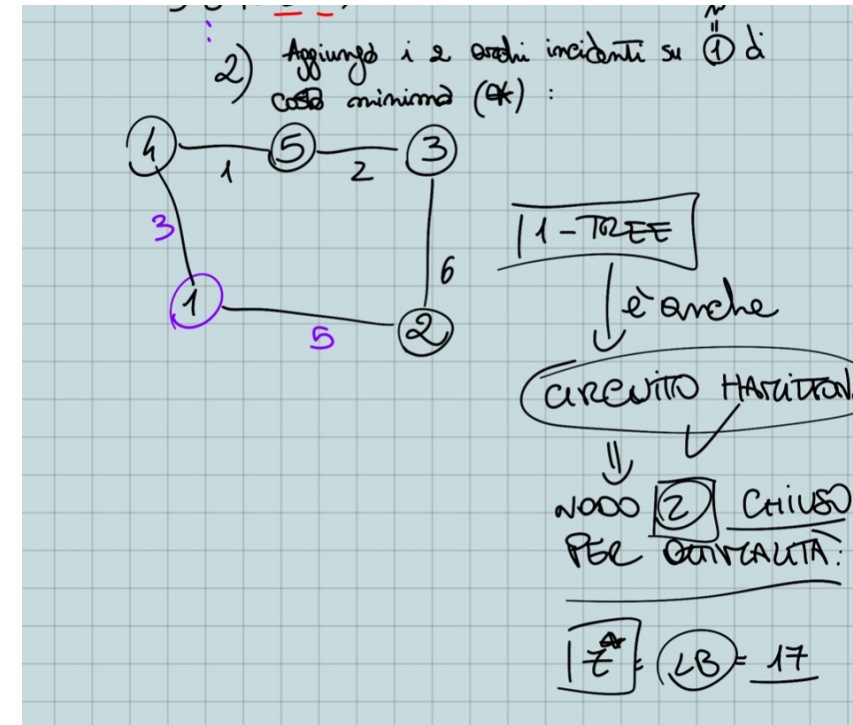 2) Aggiungo i 2 archi incidenti su 1 di
costo minimo (*) :
4 1 5 2 3
3
6
1 5 2
1-TREE
è anche
CIRCUITO HAMILTON
NODO 2 CHIUSO
PER OTTIMALITÀ:
Z* = LB = 17